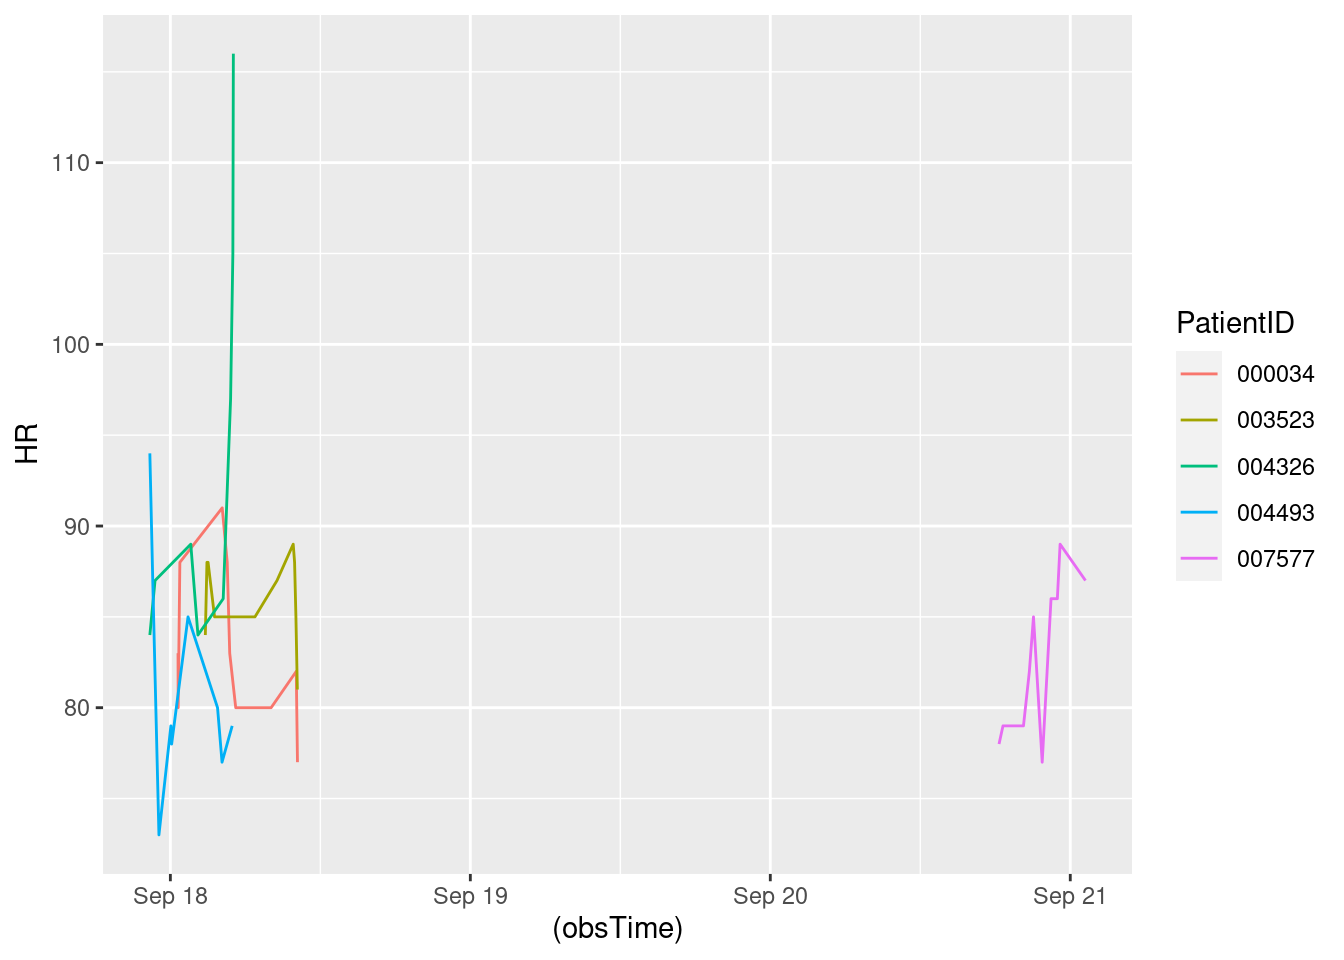 110
100
90
80
HR
Sep 18
Sep 19
Sep 20
Sep 21
(obsTime)
PatientID
000034
003523
004326
004493
007577